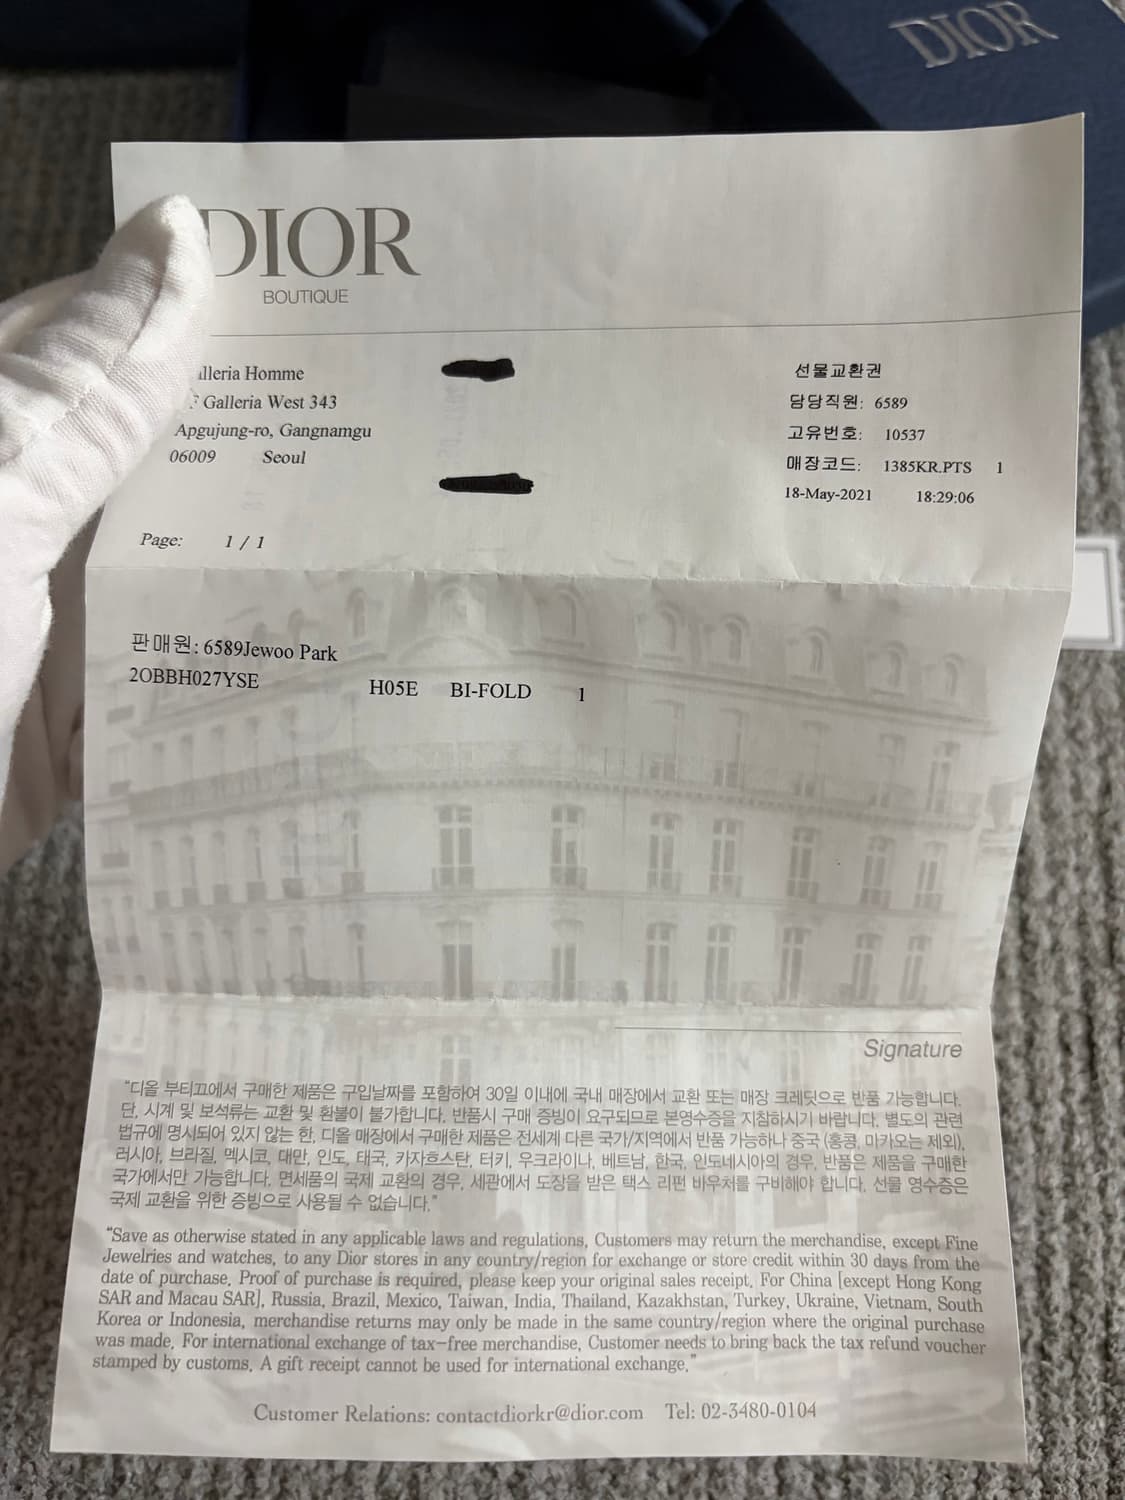 DIOR
DIOR
BOUTIQUE
Homme
Galleria West 343
Apgujung-ro, Gangnamgu
06009 Seoul
선물교환권
담당직원: 6589
고유번호: 10537
매장코드: 1385KR.PTS 1
18-May-2021 18:29:06
Page: 1 / 1
판매원: 6589Jewoo Park
2OBBH027YSE H05E BI-FOLD 1
Signature
"디올 부티끄에서 구매한 제품은 구입날짜를 포함하여 30일 이내에 국내 매장에서 교환 또는 매장 크레딧으로 반품 가능합니다.
단, 시계 및 보석류는 교환 및 환불이 불가합니다. 반품시 구매 증빙이 요구되므로 본영수증을 지참하시기 바랍니다. 별도의 관련
법규에 명시되어 있지 않는 한, 디올 매장에서 구매한 제품은 전세계 다른 국가/지역에서 반품 가능하나 중국 (홍콩, 마카오는 제외),
러시아, 브라질, 멕시코, 대만, 인도, 태국, 카자흐스탄, 터키, 우크라이나, 베트남, 한국, 인도네시아의 경우, 반품은 제품을 구매한
국가에서만 가능합니다. 면세품의 국제 교환의 경우, 세관에서 도장을 받은 택스 리펀 바우처를 구비해야 합니다. 선물 영수증은
국제 교환을 위한 증빙으로 사용될 수 없습니다."
"Save as otherwise stated in any applicable laws and regulations, Customers may return the merchandise, except Fine
Jewelries and watches, to any Dior stores in any country/region for exchange or store credit within 30 days from the
date of purchase. Proof of purchase is required, please keep your original sales receipt. For China [except Hong Kong
SAR and Macau SAR], Russia, Brazil, Mexico, Taiwan, India, Thailand, Kazakhstan, Turkey, Ukraine, Vietnam, South
Korea or Indonesia, merchandise returns may only be made in the same country/region where the original purchase
was made. For international exchange of tax-free merchandise, Customer needs to bring back the tax refund voucher
stamped by customs. A gift receipt cannot be used for international exchange."
Customer Relations: contactdiorkr@dior.com Tel: 02-3480-0104